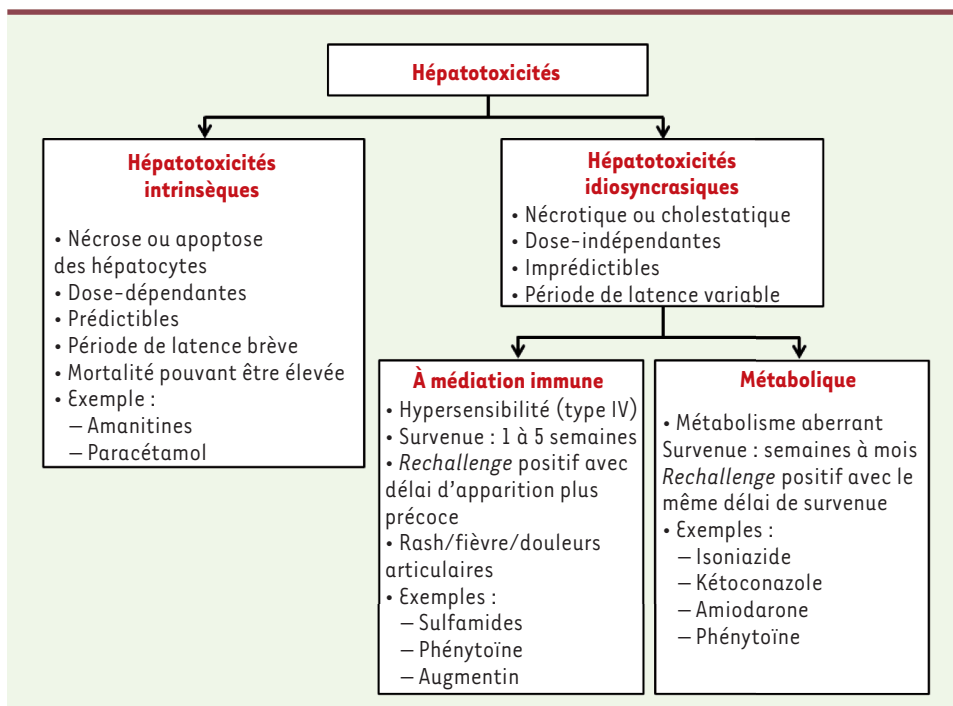 Hépatotoxicités
Hépatotoxicités
intrinsèques
• Nécrose ou apoptose
des hépatocytes
• Dose-dépendantes
• Prédictibles
• Période de latence brève
• Mortalité pouvant être élevée
• Exemple :
– Amanitines
– Paracétamol
Hépatotoxicités
idiosyncrasiques
• Nécrotique ou cholestatique
• Dose-indépendantes
• Imprédictibles
• Période de latence variable
À médiation immune
• Hypersensibilité (type IV)
• Survenue : 1 à 5 semaines
• Rechallenge positif avec
délai d’apparition plus
précoce
• Rash/fièvre/douleurs
articulaires
• Exemples :
– Sulfamides
– Phénytoïne
– Augmentin
Métabolique
• Métabolisme aberrant
Survenue : semaines à mois
Rechallenge positif avec le
même délai de survenue
• Exemples :
– Isoniazide
– Kétoconazole
– Amiodarone
– Phénytoïne